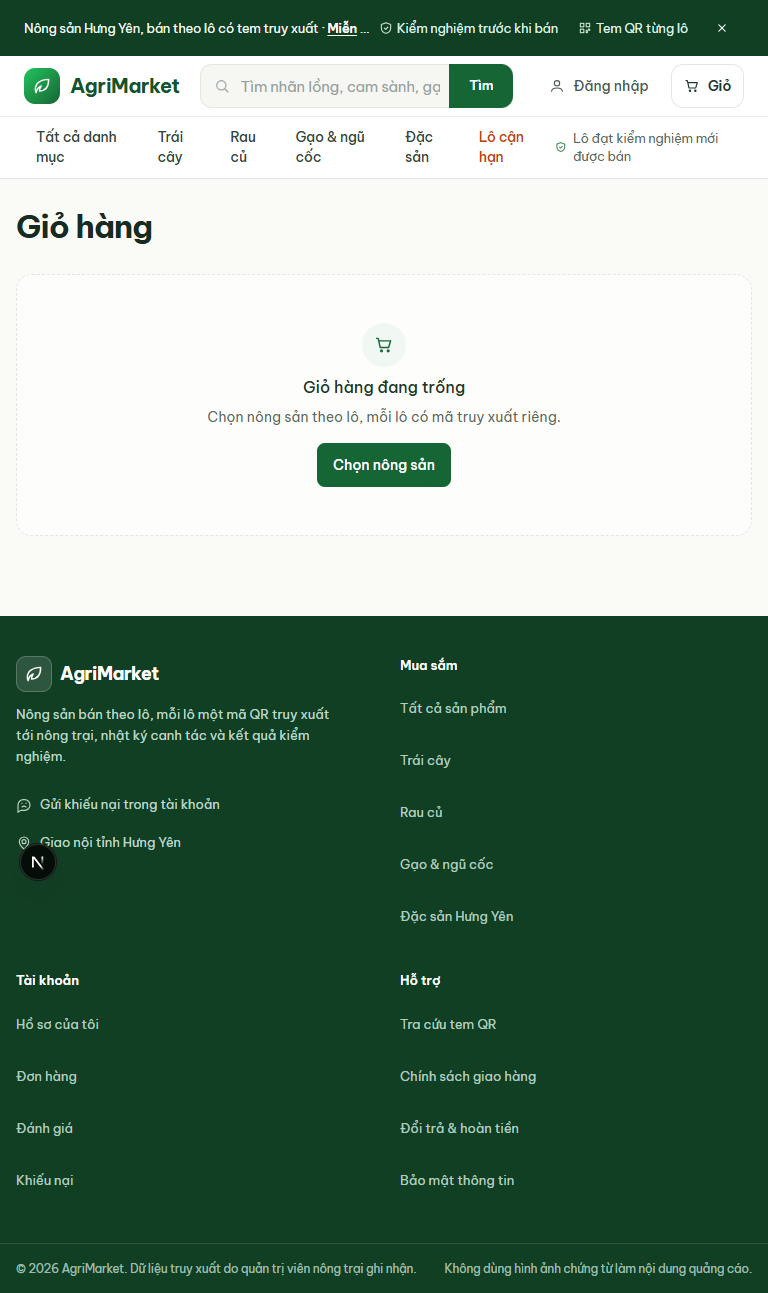 Nông sản Hưng Yên, bán theo lô có tem truy xuất · Miễn ... Kiểm nghiệm trước khi bán Tem QR từng lô ×
AgriMarket Tìm nhãn lồng, cam sành, gạ Tìm Đăng nhập Giỏ
Tất cả danh mục Trái cây Rau củ Gạo & ngũ cốc Đặc sản Lô cận hạn Lô đạt kiểm nghiệm mới được bán
Giỏ hàng
Giỏ hàng đang trống
Chọn nông sản theo lô, mỗi lô có mã truy xuất riêng.
Chọn nông sản
AgriMarket
Nông sản bán theo lô, mỗi lô một mã QR truy xuất
tới nông trại, nhật ký canh tác và kết quả kiểm
nghiệm.
Gửi khiếu nại trong tài khoản
Giao nội tỉnh Hưng Yên
N
Mua sắm
Tất cả sản phẩm
Trái cây
Rau củ
Gạo & ngũ cốc
Đặc sản Hưng Yên
Tài khoản
Hồ sơ của tôi
Đơn hàng
Đánh giá
Khiếu nại
Hỗ trợ
Tra cứu tem QR
Chính sách giao hàng
Đổi trả & hoàn tiền
Bảo mật thông tin
© 2026 AgriMarket. Dữ liệu truy xuất do quản trị viên nông trại ghi nhận. Không dùng hình ảnh chứng từ làm nội dung quảng cáo.